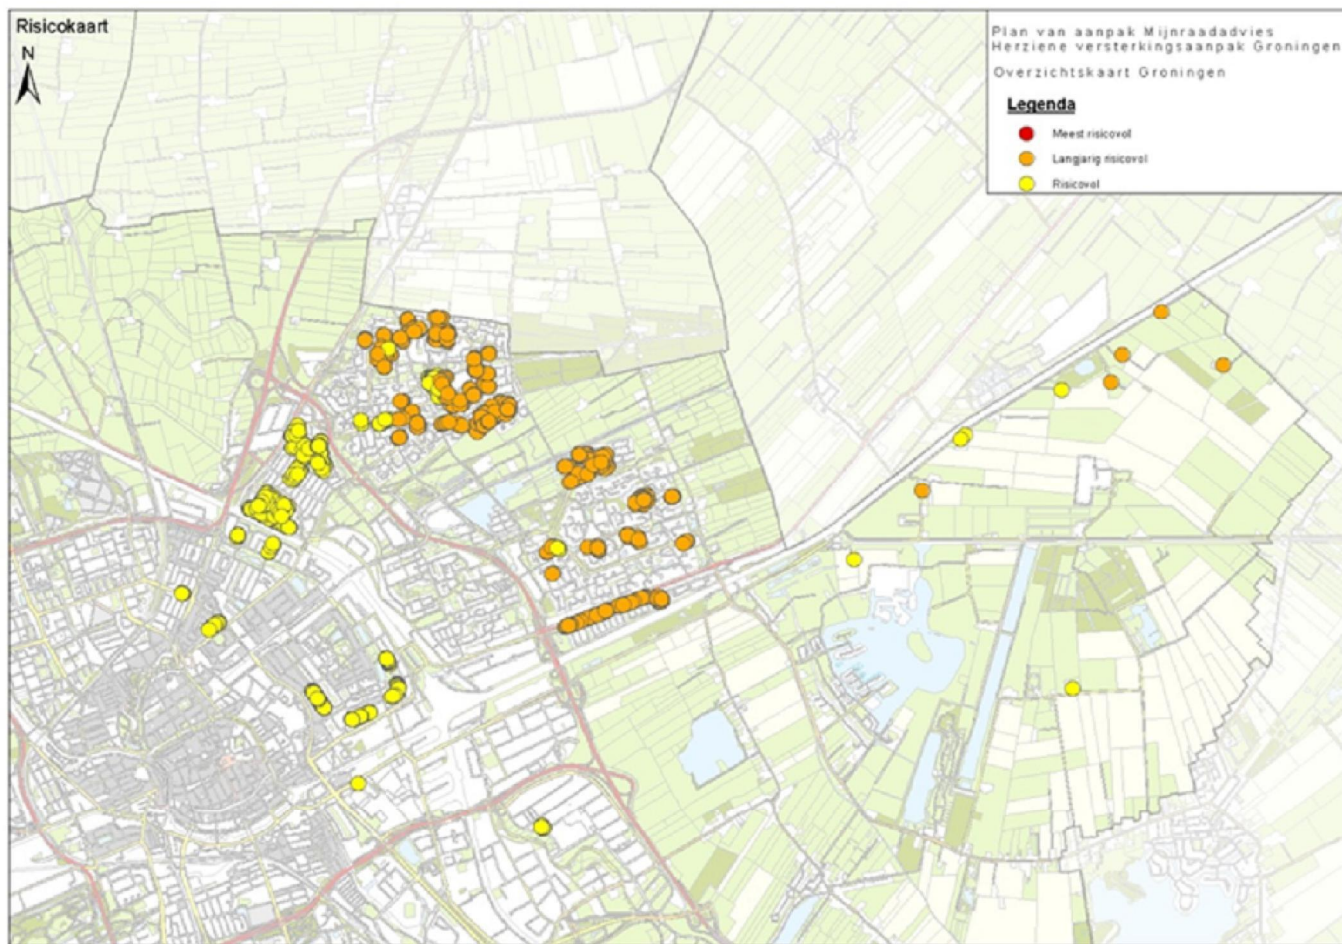 Risicokaart
N
Plan van aanpak Mijnraadadvies
Herziene versterkingsaanpak Groningen
Overzichtskaart Groningen
Legenda
Meest risicovol
Langjarig risicovol
Risicovol